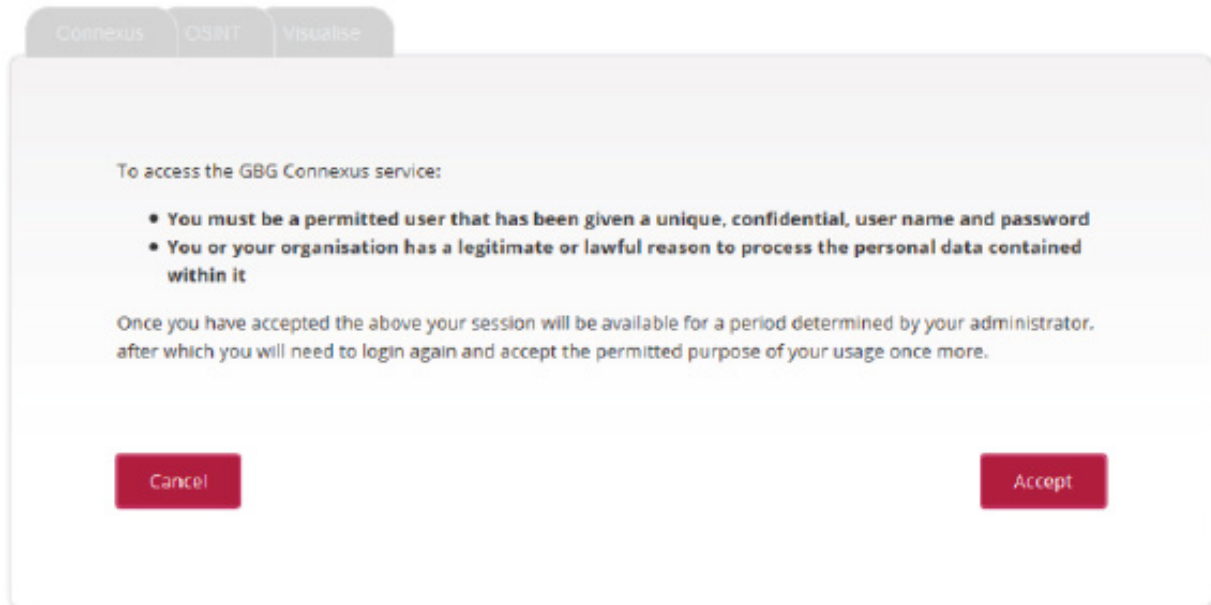 Connexus OSINT Visualise
To access the GBG Connexus service:
• You must be a permitted user that has been given a unique, confidential, user name and password
• You or your organisation has a legitimate or lawful reason to process the personal data contained
within it
Once you have accepted the above your session will be available for a period determined by your administrator,
after which you will need to login again and accept the permitted purpose of your usage once more.
Cancel Accept